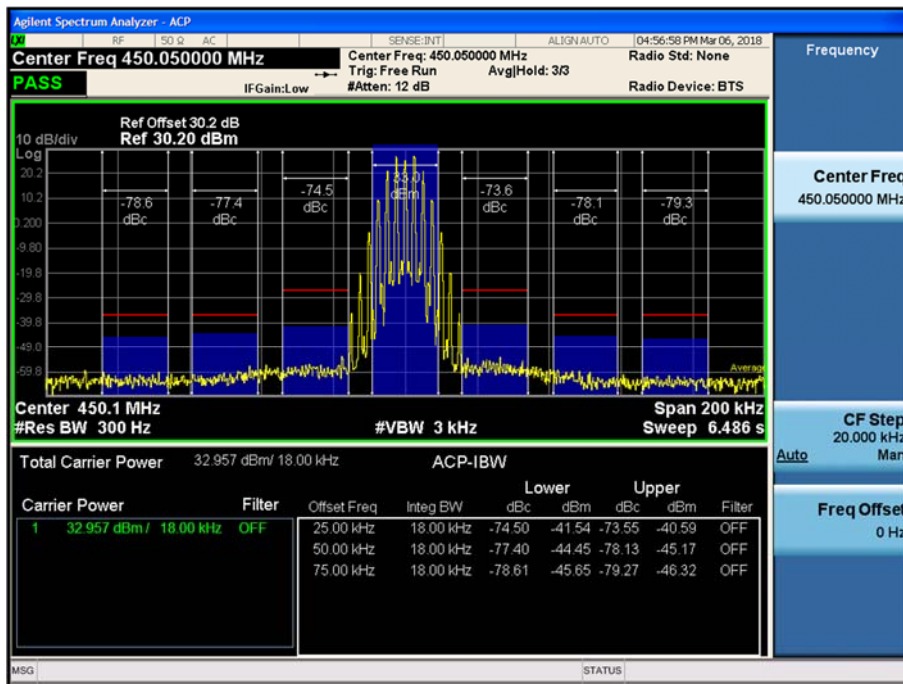 Agilent Spectrum Analyzer - ACP
LXI RF 50 Ω AC SENSE:INT ALIGN AUTO 04:56:58 PM Mar 06, 2018
Center Freq 450.050000 MHz
Center Freq: 450.050000 MHz Radio Std: None
Trig: Free Run Avg|Hold: 3/3
PASS
IFGain:Low #Atten: 12 dB Radio Device: BTS
Frequency
Ref Offset 30.2 dB
10 dB/div Ref 30.20 dBm
Log
20.2
10.2
0.200
-9.80
-19.8
-29.8
-39.8
-49.0
-59.8
-78.6
dBc
-77.4
dBc
-74.5
dBc
dBm
-73.6
dBc
-78.1
dBc
-79.3
dBc
Average
Center 450.1 MHz Span 200 kHz
#Res BW 300 Hz #VBW 3 kHz Sweep 6.486 s
Center Freq
450.050000 MHz
CF Step
20.000 kHz
Auto Man
Freq Offset
0 Hz
Total Carrier Power 32.957 dBm/ 18.00 kHz ACP-IBW
Lower Upper
Carrier Power Filter
Offset Freq Integ BW dBc dBm dBc dBm Filter
1 32.957 dBm / 18.00 kHz OFF
25.00 kHz 18.00 kHz -74.50 -41.54 -73.55 -40.59 OFF
50.00 kHz 18.00 kHz -77.40 -44.45 -78.13 -45.17 OFF
75.00 kHz 18.00 kHz -78.61 -45.65 -79.27 -46.32 OFF
MSG STATUS